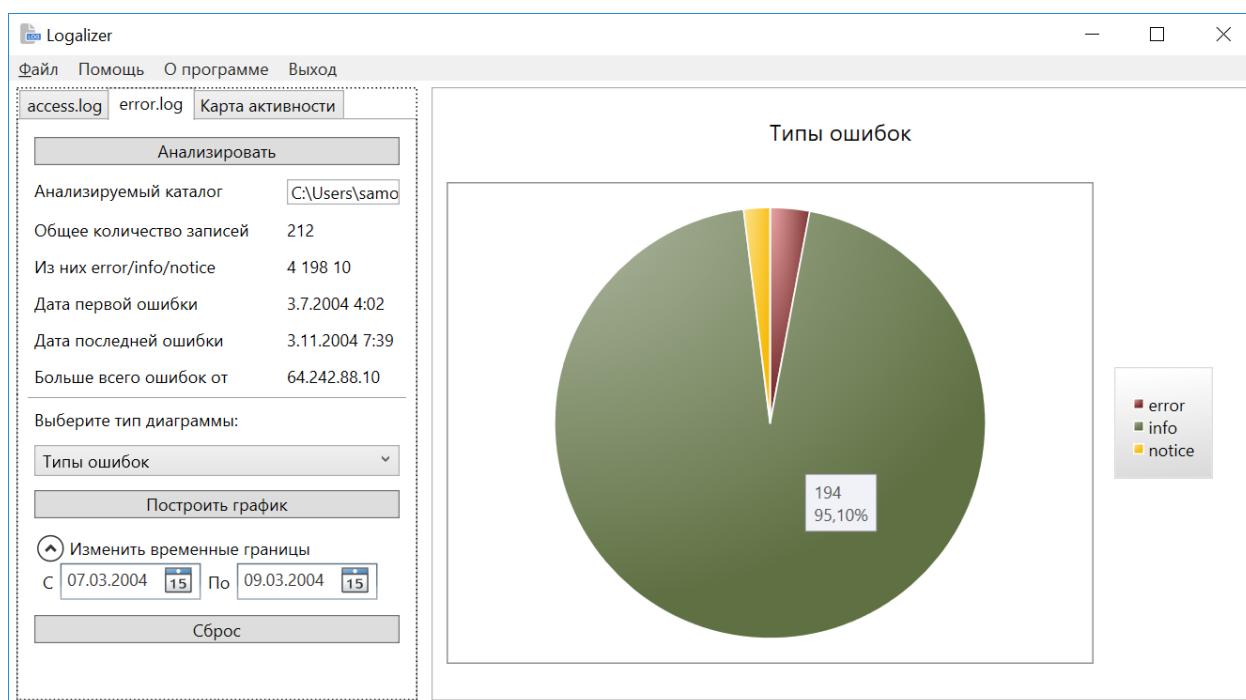 Logalizer
Файл Помощь О программе Выход
access.log error.log Карта активности
Анализировать
Анализируемый каталог C:\Users\samo
Общее количество записей 212
Из них error/info/notice 4 198 10
Дата первой ошибки 3.7.2004 4:02
Дата последней ошибки 3.11.2004 7:39
Больше всего ошибок от 64.242.88.10
Выберите тип диаграммы:
Типы ошибок
Построить график
Изменить временные границы
С 07.03.2004 15 По 09.03.2004 15
Сброс
Типы ошибок
194
95,10%
error
info
notice